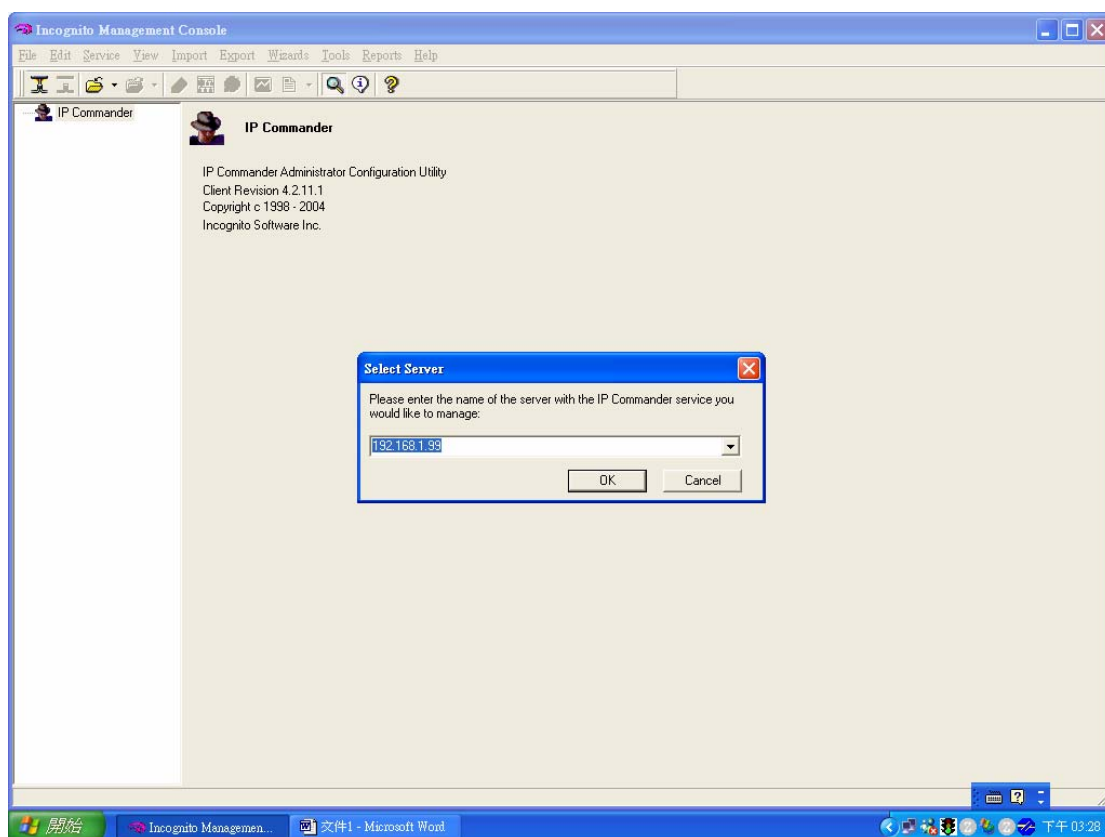 Incognito Management Console
File Edit Service View Import Export Wizards Tools Reports Help
IP Commander
IP Commander
IP Commander Administrator Configuration Utility
Client Revision 4.2.11.1
Copyright c 1998 - 2004
Incognito Software Inc.
Select Server
Please enter the name of the server with the IP Commander service you
would like to manage:
192.168.1.99
OK Cancel
開始 Incognito Managemen... 文件1 - Microsoft Word 下午 03:28